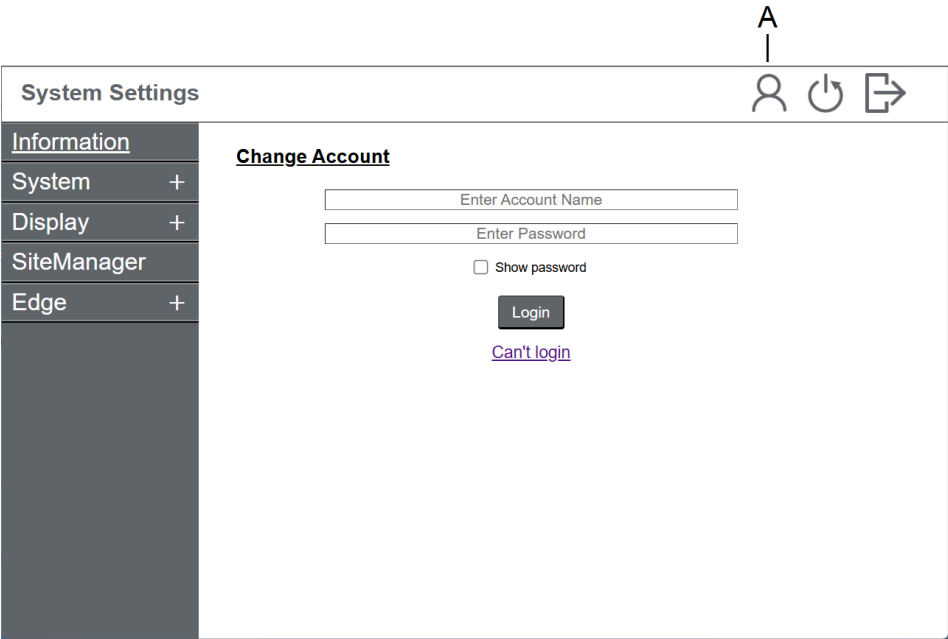 A
System Settings
Information
Change Account
System +
Enter Account Name
Display +
Enter Password
SiteManager
Show password
Edge +
Login
Can't login